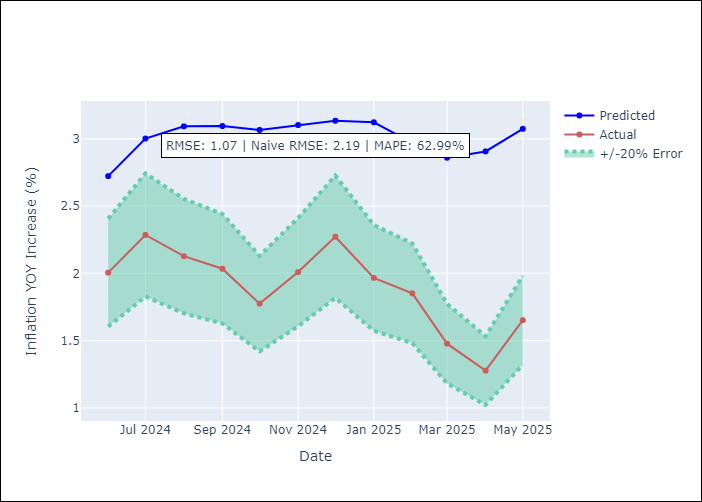 Predicted
Actual
+/-20% Error
RMSE: 1.07 | Naive RMSE: 2.19 | MAPE: 62.99%
3
2.5
2
1.5
1
Inflation YOY Increase (%)
Jul 2024 Sep 2024 Nov 2024 Jan 2025 Mar 2025 May 2025
Date